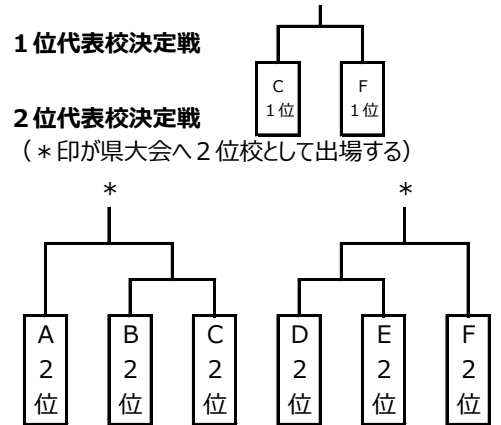 １位代表校決定戦
C
１位
F
１位
２位代表校決定戦
（＊印が県大会へ２位校として出場する）
＊
＊
A
２
位
B
２
位
C
２
位
D
２
位
E
２
位
F
２
位